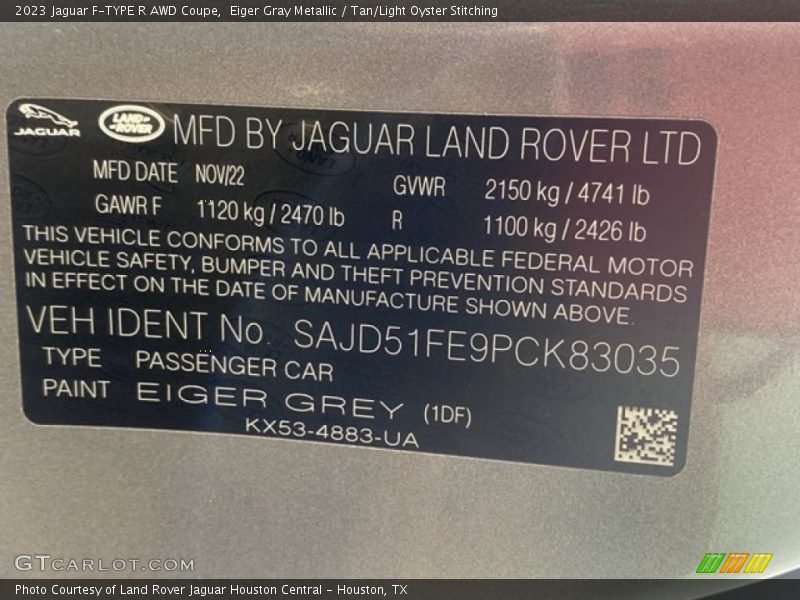 2023 Jaguar F-TYPE R AWD Coupe,  Eiger Gray Metallic / Tan/Light Oyster Stitching
JAGUAR
LAND ROVER
MFD BY JAGUAR LAND ROVER LTD
MFD DATE NOV/22 GVWR 2150 kg / 4741 lb
GAWR F 1120 kg / 2470 lb R 1100 kg / 2426 lb
THIS VEHICLE CONFORMS TO ALL APPLICABLE FEDERAL MOTOR
VEHICLE SAFETY, BUMPER AND THEFT PREVENTION STANDARDS
IN EFFECT ON THE DATE OF MANUFACTURE SHOWN ABOVE.
VEH IDENT No. SAJD51FE9PCK83035
TYPE PASSENGER CAR
PAINT EIGER GREY (1DF)
KX53-4883-UA
GTCARLOT.COM
Photo Courtesy of Land Rover Jaguar Houston Central - Houston, TX